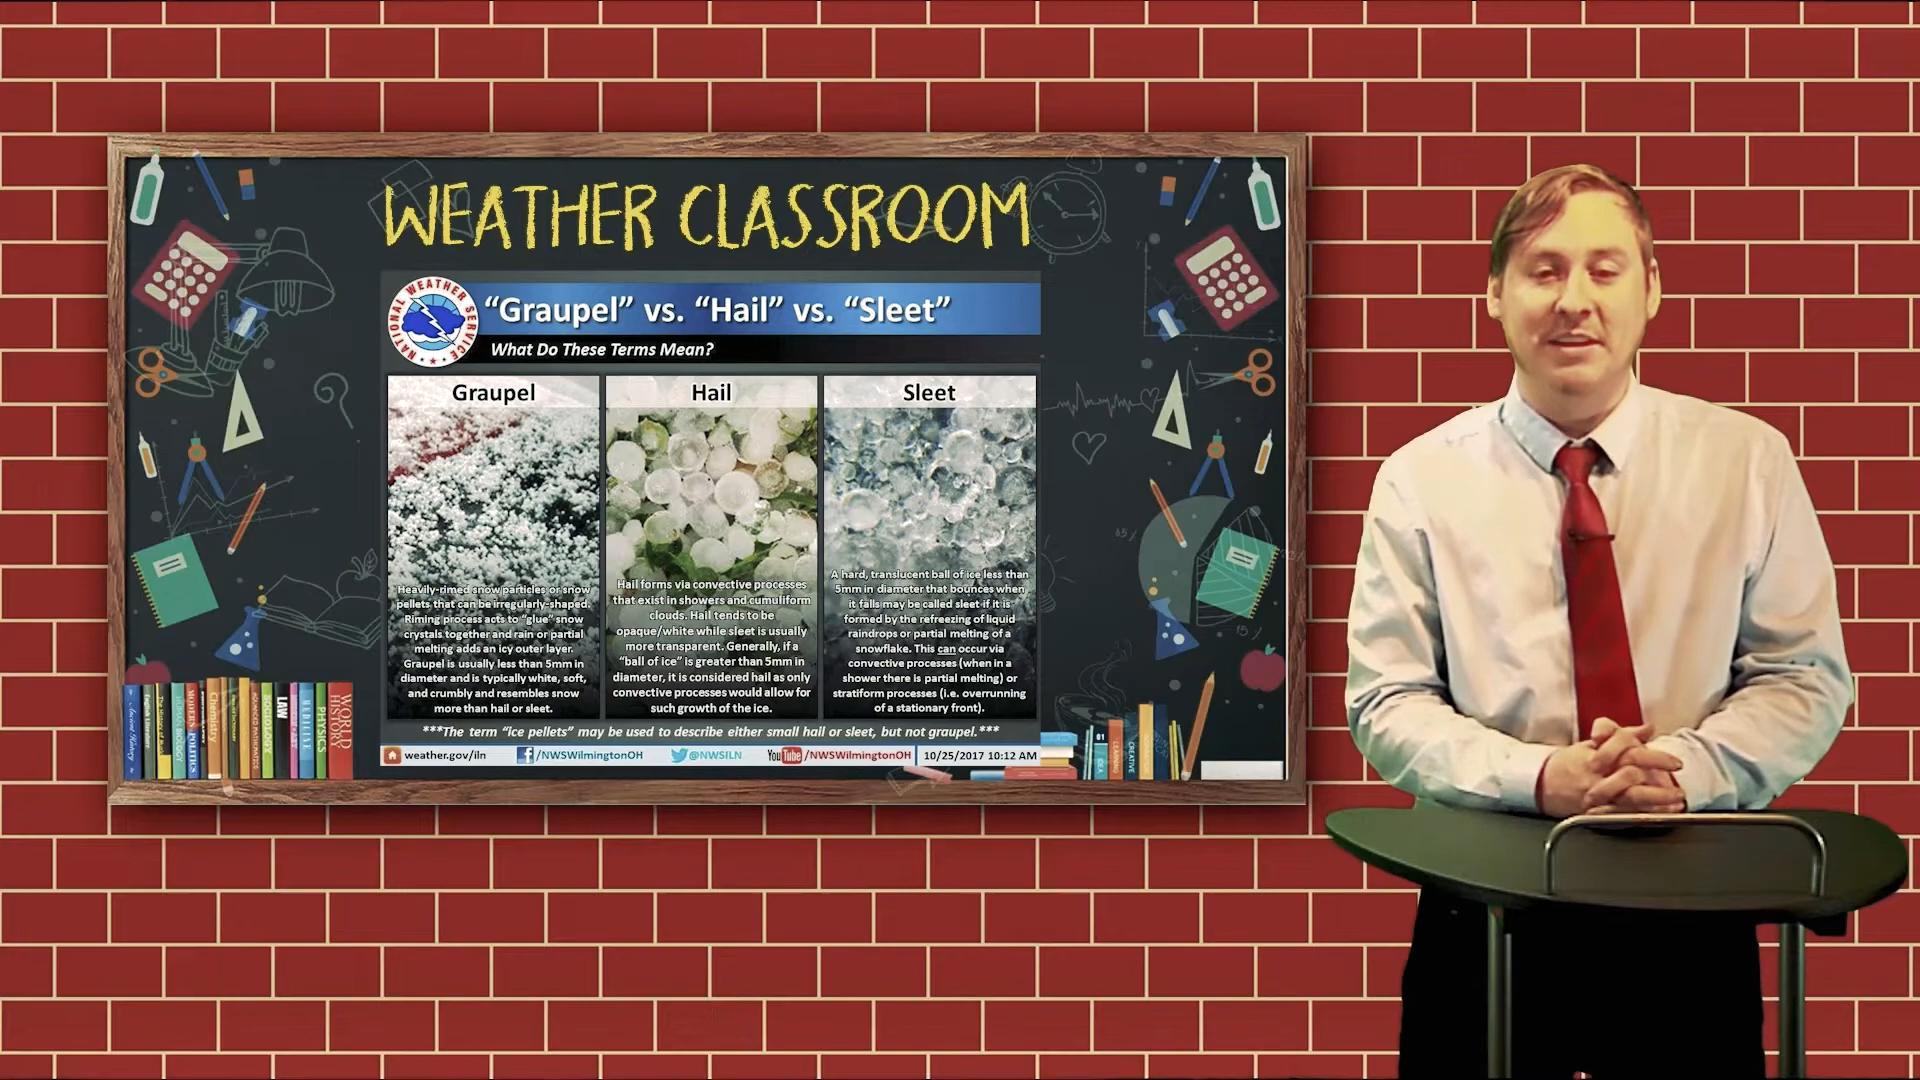 WEATHER CLASSROOM
NATIONAL WEATHER SERVICE
“Graupel” vs. “Hail” vs. “Sleet”
What Do These Terms Mean?
Graupel
Heavily-rimed snow particles or snow
pellets that can be irregularly-shaped.
Riming process acts to “glue” snow
crystals together and rain or partial
melting adds an icy outer layer.
Graupel is usually less than 5mm in
diameter and is typically white, soft,
and crumbly and resembles snow
more than hail or sleet.
Hail
Hail forms via convective processes
that exist in showers and cumuliform
clouds. Hail tends to be
opaque/white while sleet is usually
more transparent. Generally, if a
“ball of ice” is greater than 5mm in
diameter, it is considered hail as only
convective processes would allow for
such growth of the ice.
Sleet
A hard, translucent ball of ice less than
5mm in diameter that bounces when
it falls may be called sleet if it is
formed by the refreezing of liquid
raindrops or partial melting of a
snowflake. This can occur via
convective processes (when in a
shower there is partial melting) or
stratiform processes (i.e. overrunning
of a stationary front).
***The term “ice pellets” may be used to describe either small hail or sleet, but not graupel.***
weather.gov/iln
/NWSWilmingtonOH
@NWSILN
YouTube /NWSWilmingtonOH
10/25/2017 10:12 AM
Ancient History
English Literature
MODERN POLITICS
Chemistry
SOCIOLOGY
LAW
PHYSICS
WORLD HISTORY
01
IDEA
LEARNING
CREATIVE